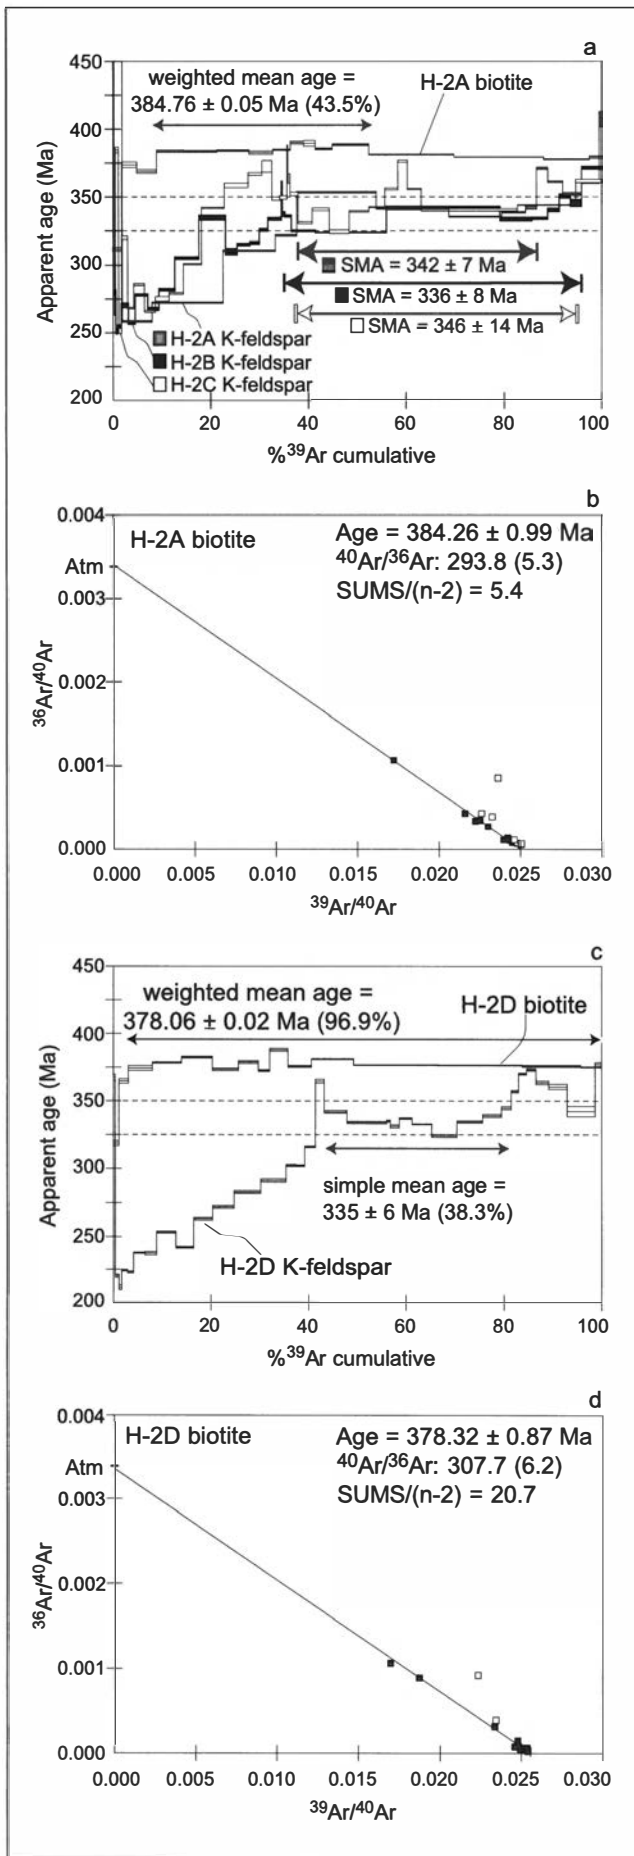 a
450
400
350
300
250
200
Apparent age (Ma)
weighted mean age =
384.76 ± 0.05 Ma (43.5%)
H-2A biotite
SMA = 342 ± 7 Ma
SMA = 336 ± 8 Ma
SMA = 346 ± 14 Ma
H-2A K-feldspar
H-2B K-feldspar
H-2C K-feldspar
0 20 40 60 80 100
%³⁹Ar cumulative
b
0.004
Atm
0.003
0.002
0.001
0.000
³⁶Ar/⁴⁰Ar
H-2A biotite
Age = 384.26 ± 0.99 Ma
⁴⁰Ar/³⁶Ar: 293.8 (5.3)
SUMS/(n-2) = 5.4
0.000 0.005 0.010 0.015 0.020 0.025 0.030
³⁹Ar/⁴⁰Ar
c
450
400
350
300
250
200
Apparent age (Ma)
weighted mean age =
378.06 ± 0.02 Ma (96.9%)
H-2D biotite
simple mean age =
335 ± 6 Ma (38.3%)
H-2D K-feldspar
0 20 40 60 80 100
%³⁹Ar cumulative
d
0.004
Atm
0.003
0.002
0.001
0.000
³⁶Ar/⁴⁰Ar
H-2D biotite
Age = 378.32 ± 0.87 Ma
⁴⁰Ar/³⁶Ar: 307.7 (6.2)
SUMS/(n-2) = 20.7
0.000 0.005 0.010 0.015 0.020 0.025 0.030
³⁹Ar/⁴⁰Ar